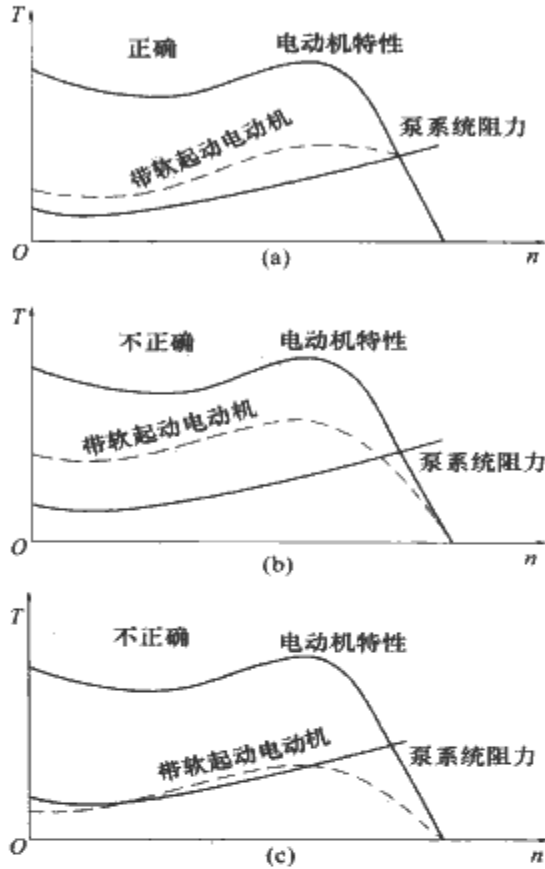 T
正确
电动机特性
带软起动电动机
泵系统阻力
O
(a)
n
T
不正确
电动机特性
带软起动电动机
泵系统阻力
O
(b)
n
T
不正确
电动机特性
带软起动电动机
泵系统阻力
O
(c)
n